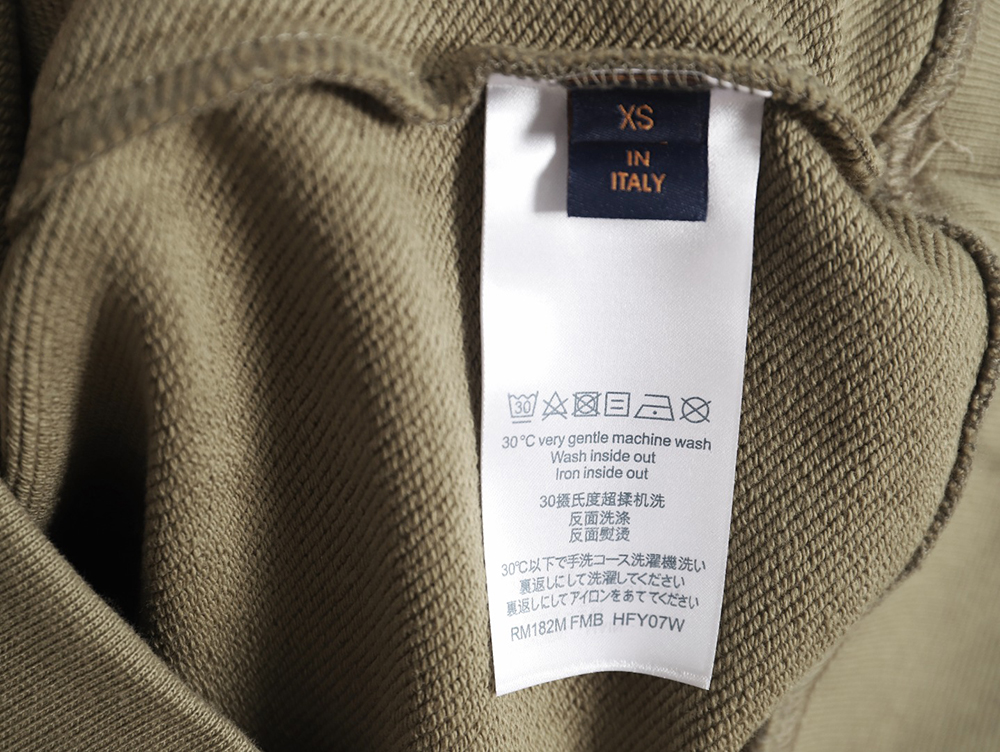 XS
IN
ITALY
30
30°C very gentle machine wash
Wash inside out
Iron inside out
30摄氏度超揉机洗
反面洗涤
反面熨烫
30℃以下で手洗コース洗濯機洗い
裏返しにして洗濯してください
裏返しにしてアイロンをあててください
RM182M FMB HFY07W